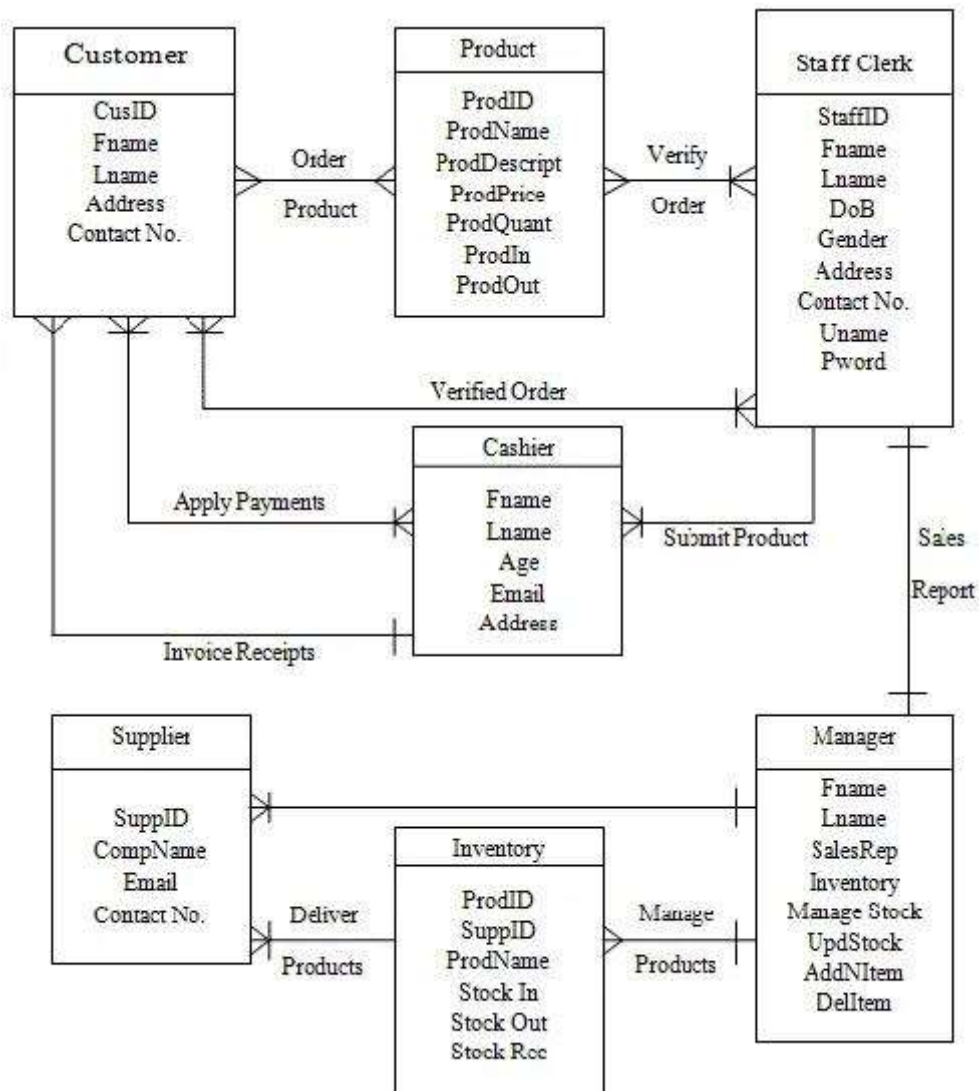 Customer
CusID
Fname
Lname
Address
Contact No.
Order
Product
Product
ProdID
ProdName
ProdDescript
ProdPrice
ProdQuant
ProdIn
ProdOut
Verify
Order
Staff Clerk
StaffID
Fname
Lname
DoB
Gender
Address
Contact No.
Uname
Pword
Verified Order
Cashier
Fname
Lname
Age
Email
Address
Apply Payments
Submit Product
Invoice Receipts
Sales
Report
Supplier
SuppID
CompName
Email
Contact No.
Deliver
Products
Inventory
ProdID
SuppID
ProdName
Stock In
Stock Out
Stock Rec
Manage
Products
Manager
Fname
Lname
SalesRep
Inventory
Manage Stock
UpdStock
AddNItem
DelItem